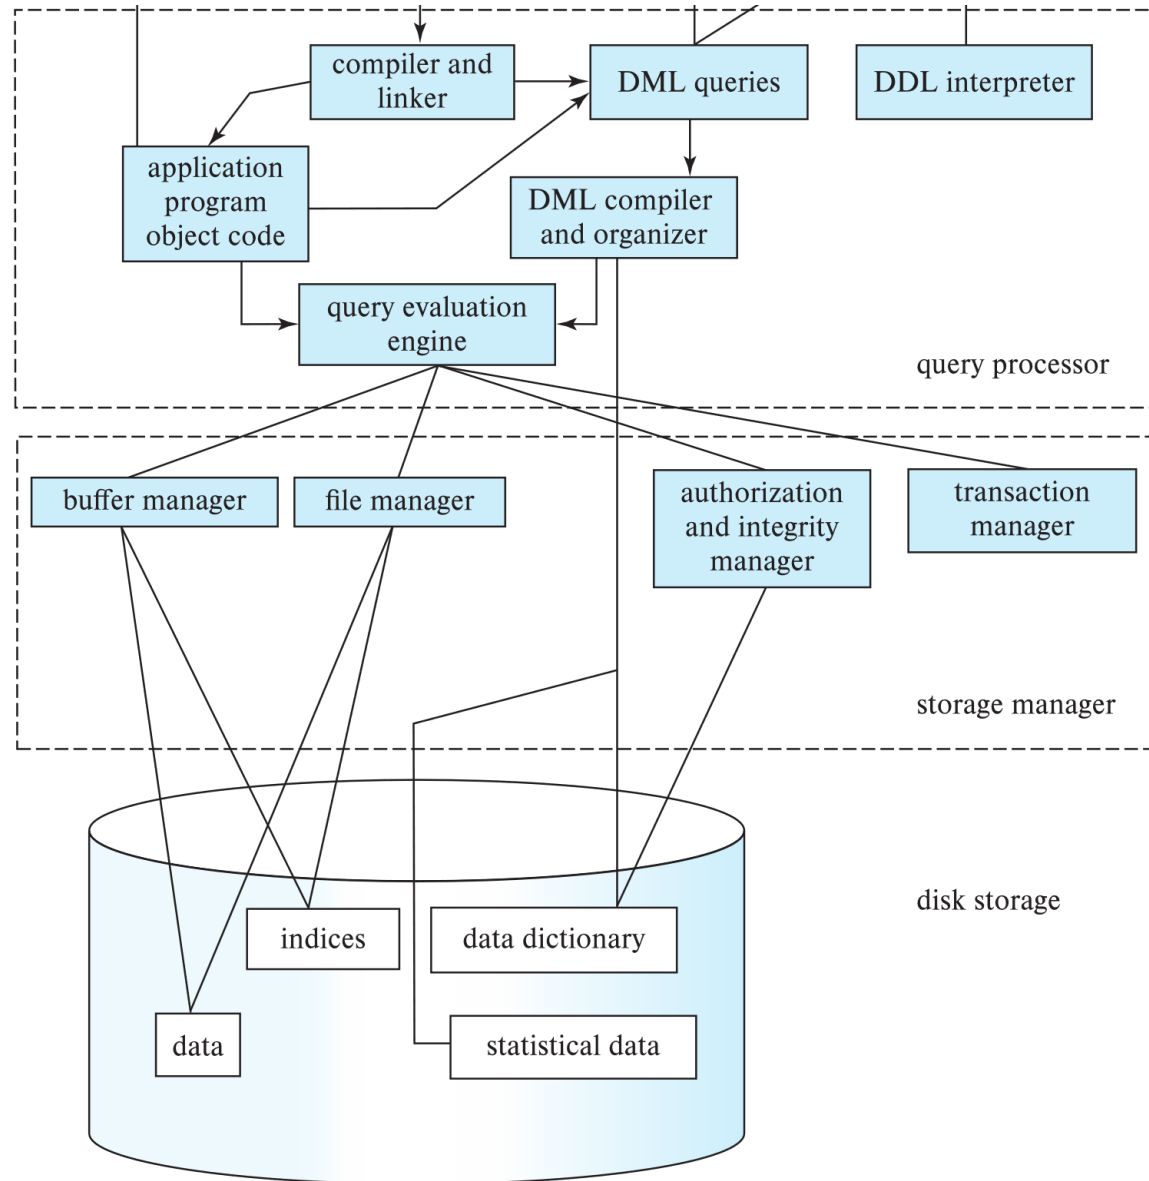 compiler and
linker
DML queries
DDL interpreter
application
program
object code
DML compiler
and organizer
query evaluation
engine
query processor
buffer manager
file manager
authorization
and integrity
manager
transaction
manager
storage manager
disk storage
indices
data dictionary
data
statistical data